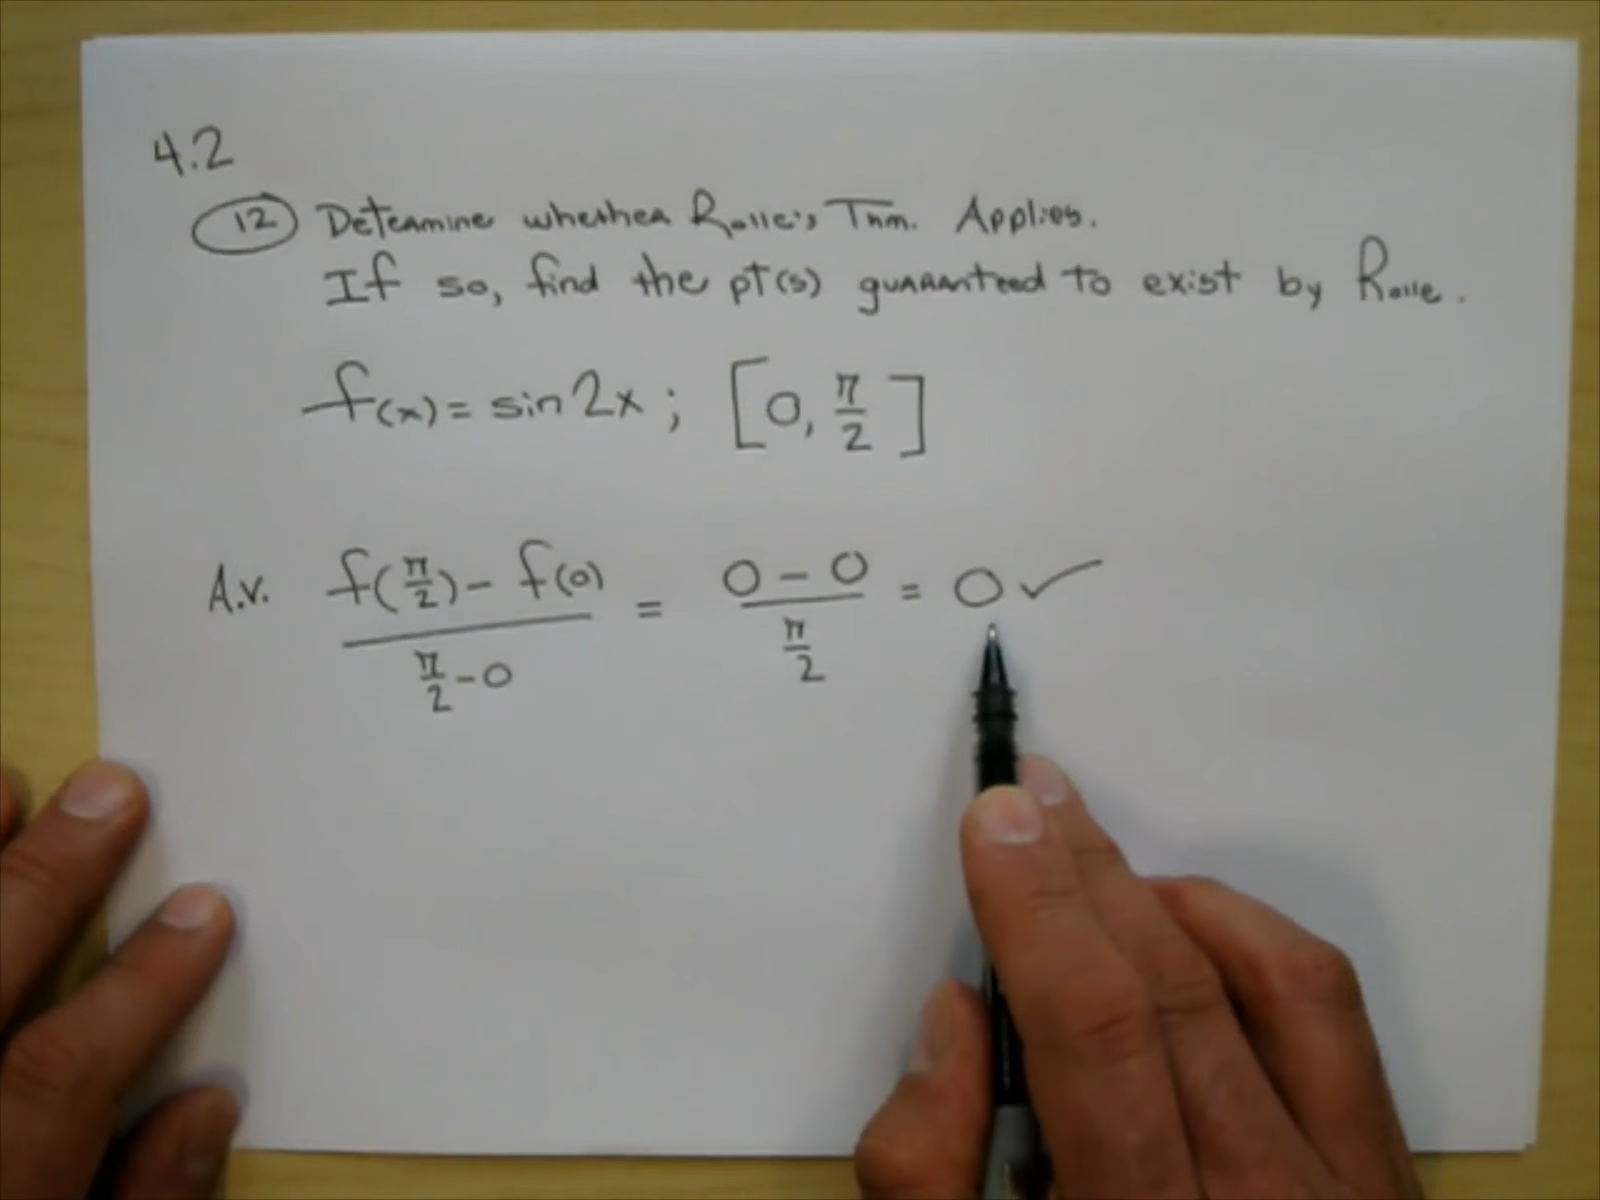 4.2
12 Determine whether Rolle's Thm. Applies.
If so, find the pt(s) guaranteed to exist by Rolle.
f(x) = sin 2x ; [0, π/2]
A.V. f(π/2) - f(0) / π/2 - 0 = 0 - 0 / π/2 = 0 ✓